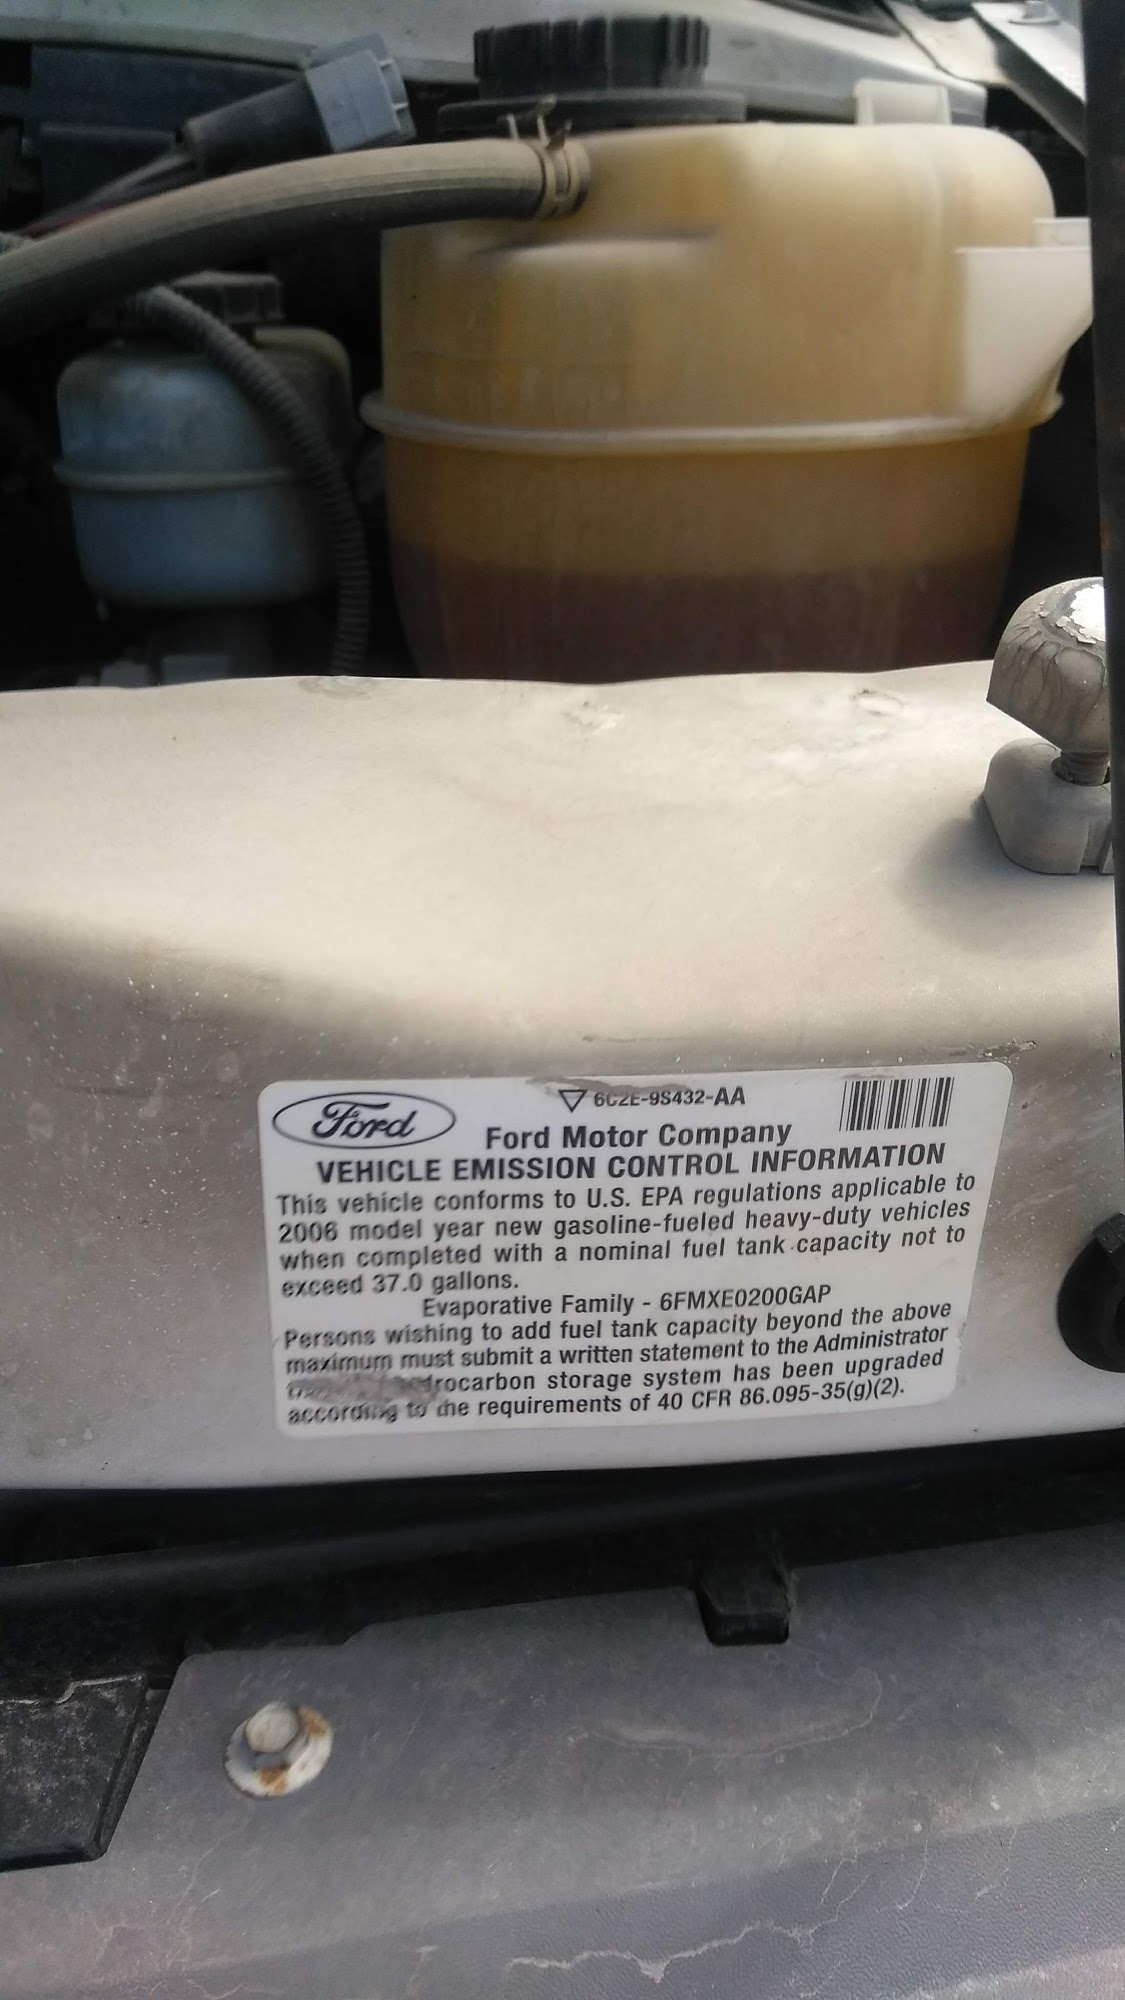 Ford
6C2E-9S432-AA
Ford Motor Company
VEHICLE EMISSION CONTROL INFORMATION
This vehicle conforms to U.S. EPA regulations applicable to
2006 model year new gasoline-fueled heavy-duty vehicles
when completed with a nominal fuel tank capacity not to
exceed 37.0 gallons.
Evaporative Family - 6FMXE0200GAP
Persons wishing to add fuel tank capacity beyond the above
maximum must submit a written statement to the Administrator
storage system has been upgraded
according to the requirements of 40 CFR 86.095-35(g)(2).